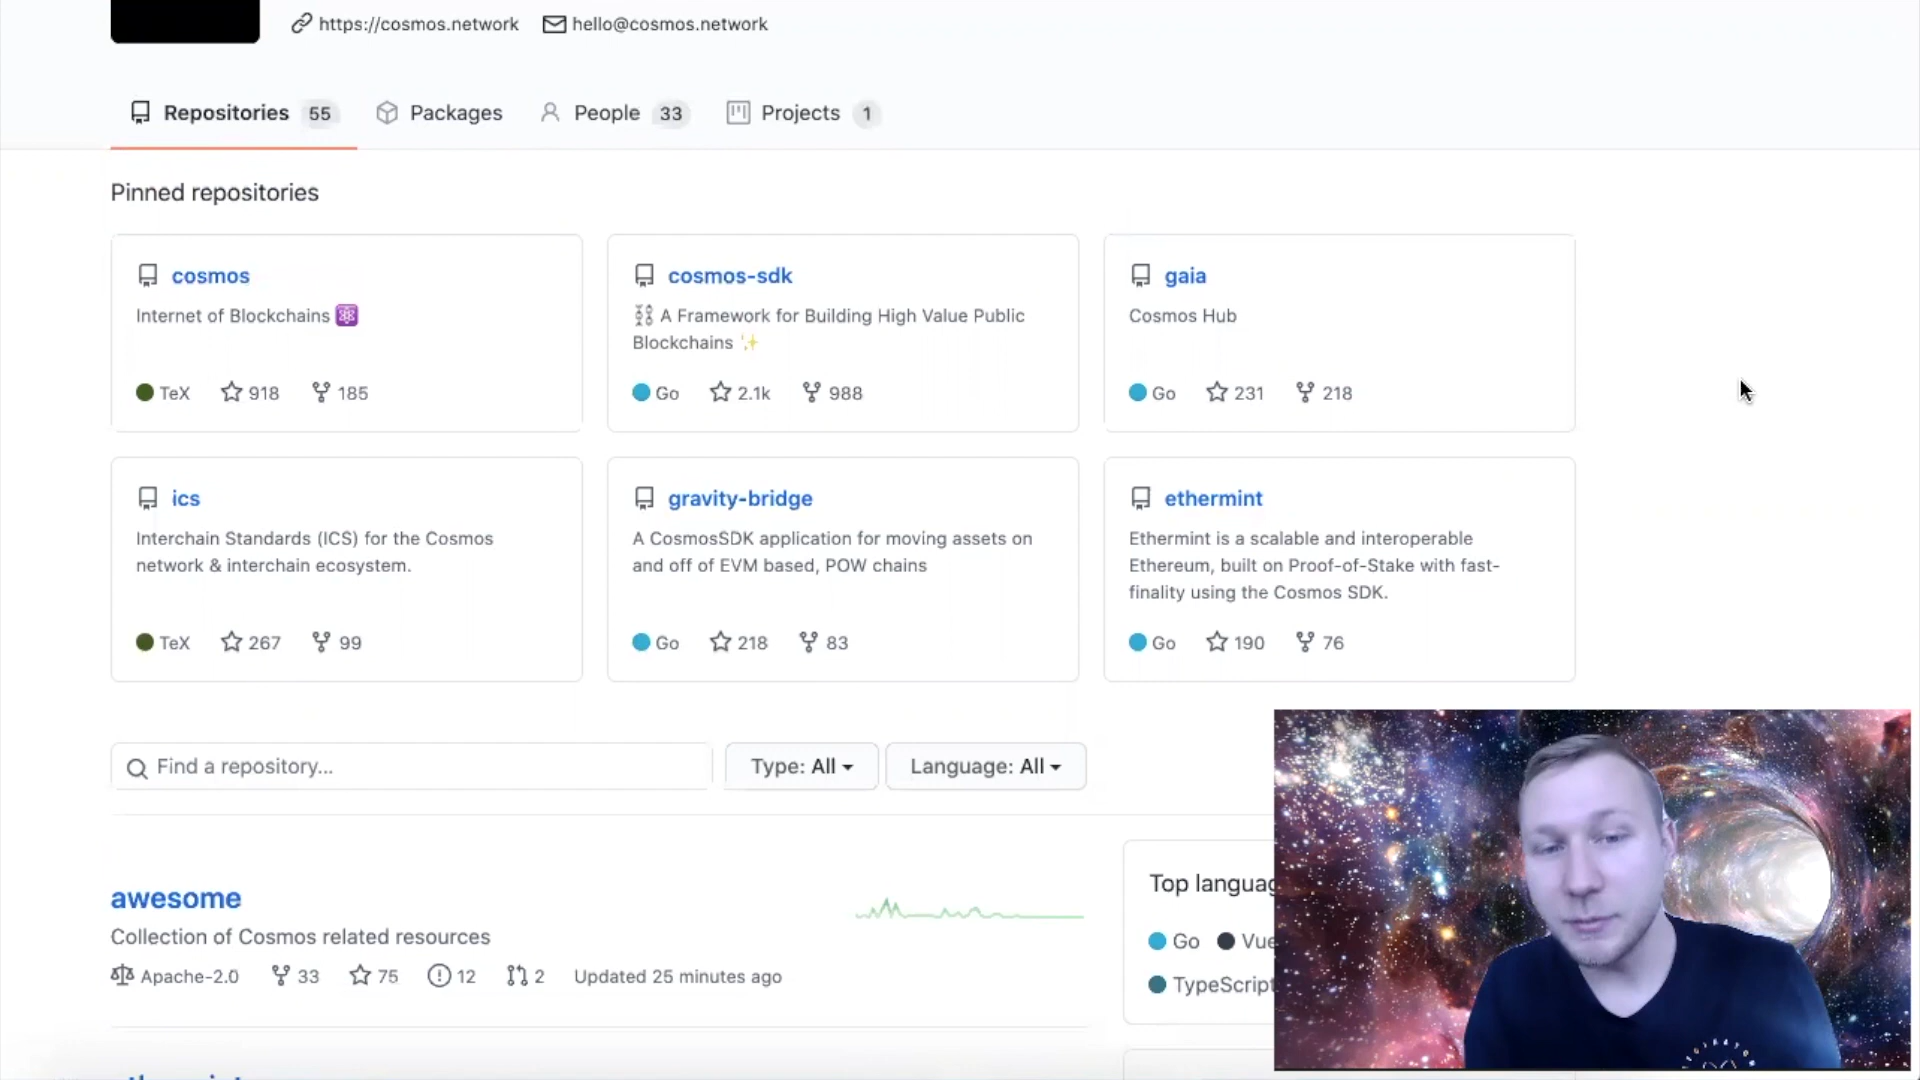 https://cosmos.network hello@cosmos.network
Repositories 55 Packages People 33 Projects 1
Pinned repositories
cosmos
Internet of Blockchains ⚛️
TeX 918 185
cosmos-sdk
⛓️ A Framework for Building High Value Public
Blockchains ✨
Go 2.1k 988
gaia
Cosmos Hub
Go 231 218
ics
Interchain Standards (ICS) for the Cosmos
network & interchain ecosystem.
TeX 267 99
gravity-bridge
A CosmosSDK application for moving assets on
and off of EVM based, POW chains
Go 218 83
ethermint
Ethermint is a scalable and interoperable
Ethereum, built on Proof-of-Stake with fast-
finality using the Cosmos SDK.
Go 190 76
Find a repository... Type: All Language: All
awesome
Collection of Cosmos related resources
Apache-2.0 33 75 12 2 Updated 25 minutes ago
Top
Go Vue
TypeScript